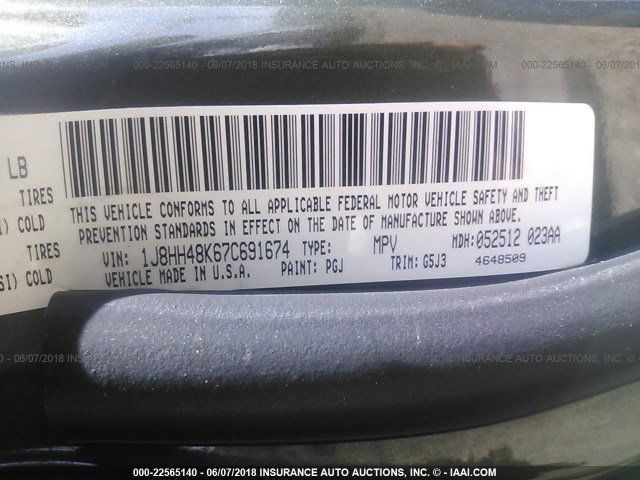 000-22565140 - 06/07/2018 INSURANCE AUTO AUCTIONS, INC. - IAAI.COM
LB
TIRES
SI) COLD
TIRES
SI) COLD
THIS VEHICLE CONFORMS TO ALL APPLICABLE FEDERAL MOTOR VEHICLE SAFETY AND THEFT
PREVENTION STANDARDS IN EFFECT ON THE DATE OF MANUFACTURE SHOWN ABOVE.
VIN: 1J8HH48K67C691674 TYPE: MPV MDH:052512 023AA
VEHICLE MADE IN U.S.A. PAINT: PGJ TRIM: G5J3 4648509
000-22565140 - 06/07/2018 INSURANCE AUTO AUCTIONS, INC. - IAAI.COM